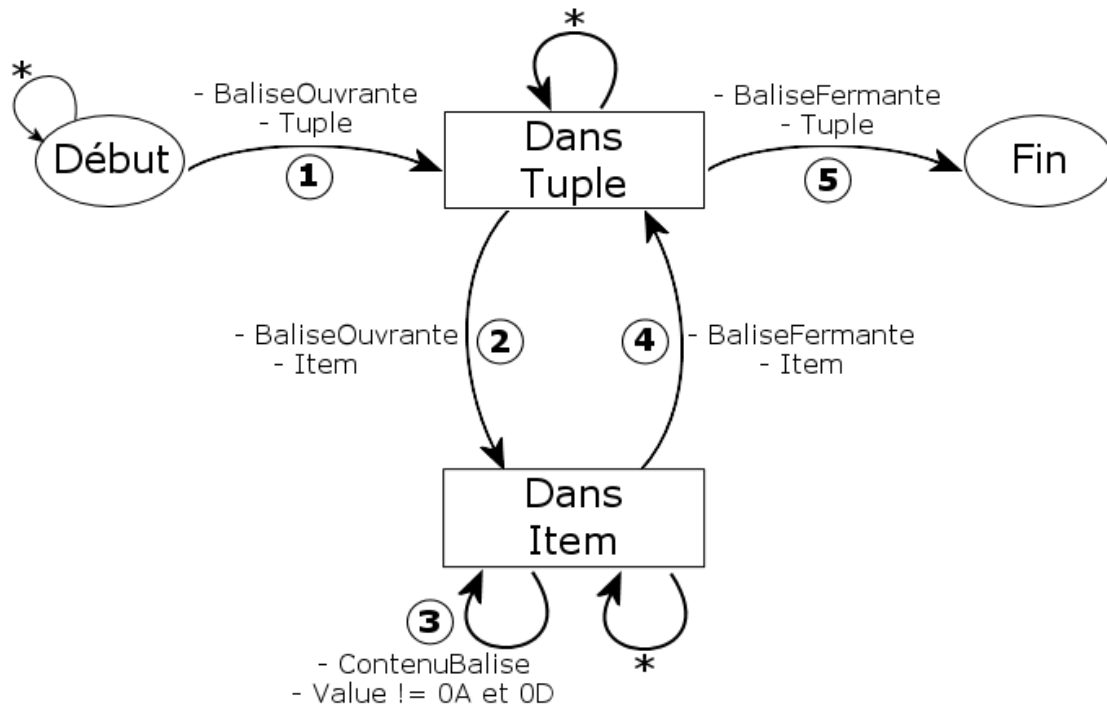 *
*
- BaliseOuvrante
- Tuple
- BaliseFermante
- Tuple
Début
1
Dans
Tuple
5
Fin
- BaliseOuvrante
- Item
2
4
- BaliseFermante
- Item
Dans
Item
3
- ContenuBalise
- Value != 0A et 0D
*